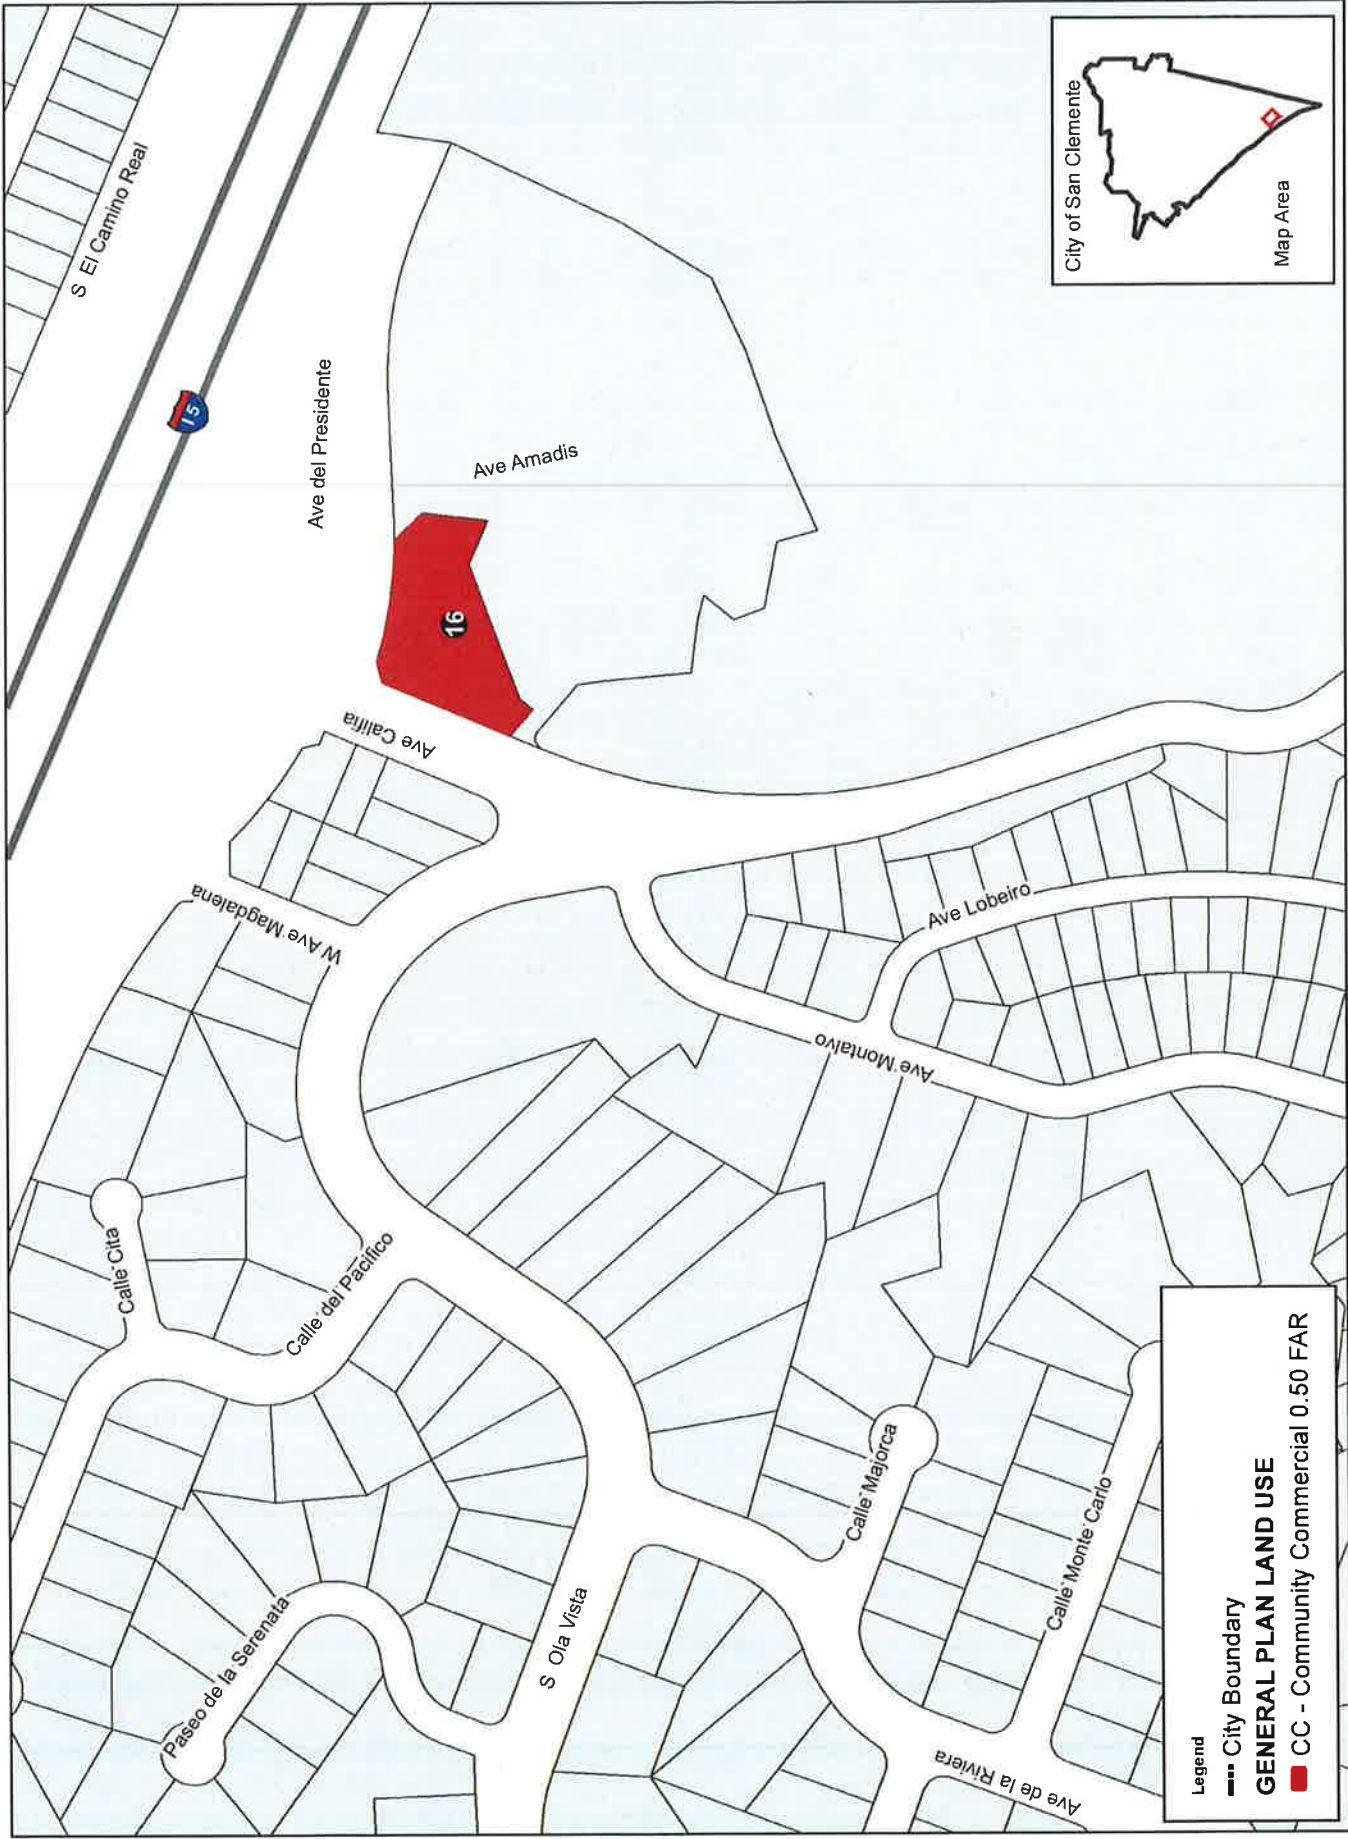 S El Camino Real
I 5
Ave del Presidente
Ave Amadis
16
Ave Califia
W Ave Magdalena
Calle Cita
Calle del Pacifico
Ave Montalvo
Ave Lobeiro
Paseo de la Serenata
S Ola Vista
Calle Majorca
Calle Monte Carlo
Ave de la Riviera
City of San Clemente
Map Area
Legend
City Boundary
GENERAL PLAN LAND USE
CC - Community Commercial 0.50 FAR